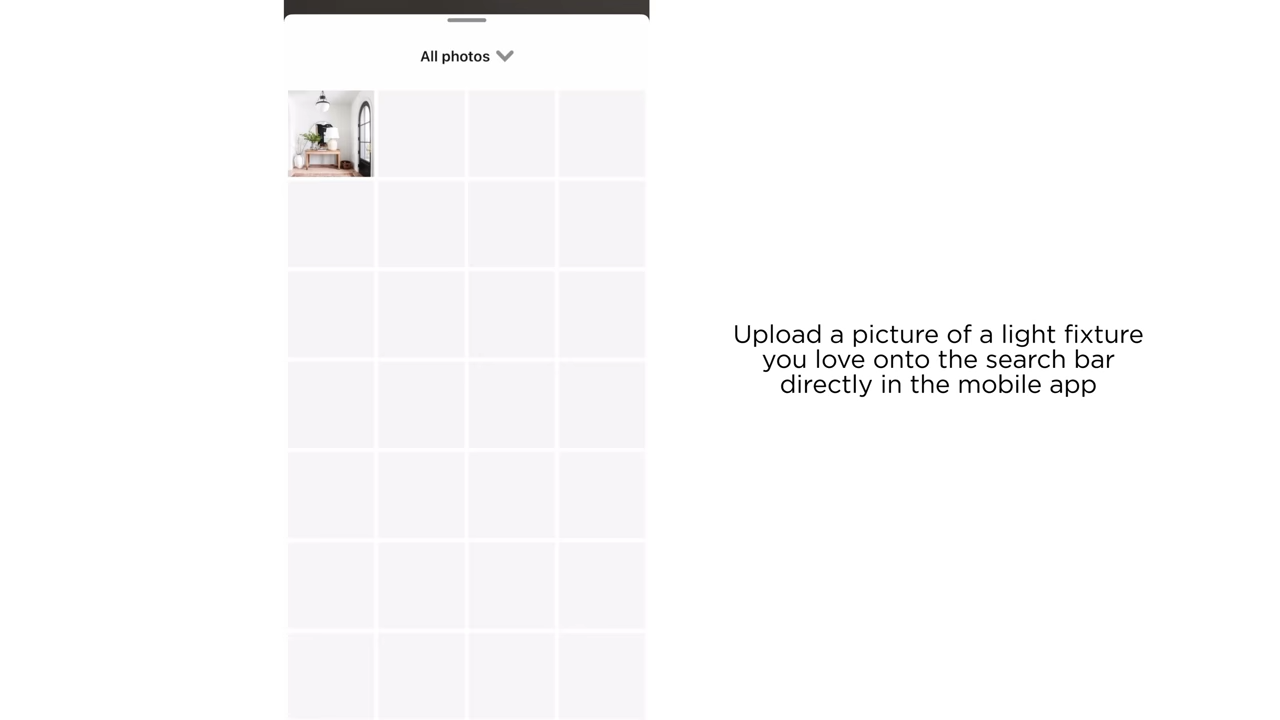 All photos
Upload a picture of a light fixture
you love onto the search bar
directly in the mobile app